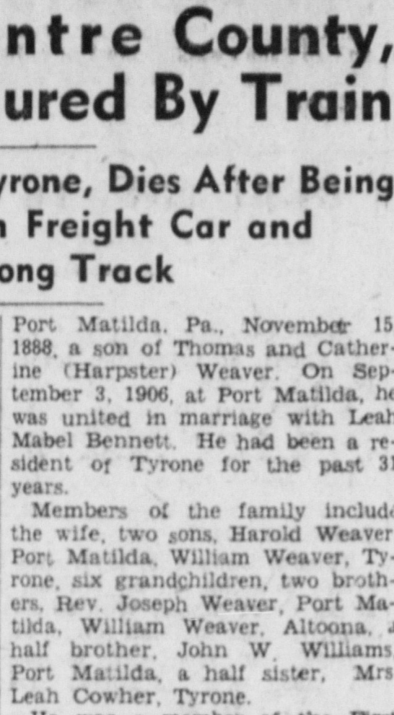 ntre County,
ured By Train
yrone, Dies After Being
n Freight Car and
ong Track
Port Matilda, Pa., November 15
1888, a son of Thomas and Cather-
ine (Harpster) Weaver. On Sep-
tember 3, 1906, at Port Matilda, he
was united in marriage with Leah
Mabel Bennett. He had been a re-
sident of Tyrone for the past 31
years.
Members of the family include
the wife, two sons, Harold Weaver
Port Matilda, William Weaver, Ty-
rone, six grandchildren, two broth-
ers, Rev. Joseph Weaver, Port Ma-
tilda, William Weaver, Altoona, a
half brother, John W. Williams
Port Matilda, a half sister, Mrs
Leah Cowher, Tyrone.